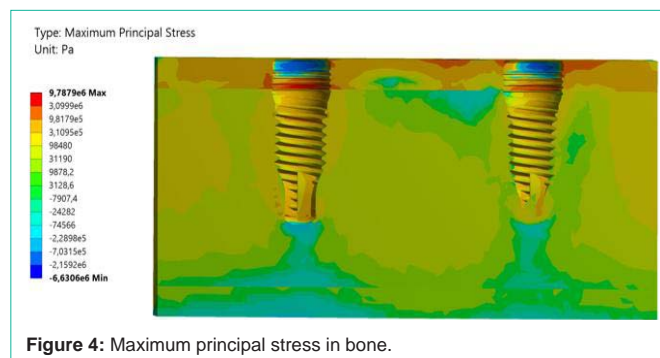 Type: Maximum Principal Stress
Unit: Pa
9,7879e6 Max
3,0999e6
9,8179e5
3,1095e5
98480
31190
9878,2
3128,6
-7907,4
-24282
-74566
-2,2898e5
-7,0315e5
-2,1592e6
-6,6306e6 Min
Figure 4: Maximum principal stress in bone.